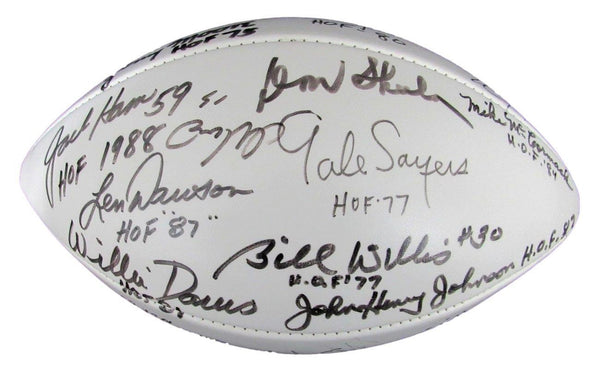 HOF '75
Jack Ham 59
HOF 1988
Don Shula
Mike McCormack
H.O.F. '84
Gale Sayers
HOF '77
Len Dawson
HOF "87"
Willie Davis
Bill Willis #30
H.O.F. '77
John Henry Johnson H.O.F. 87